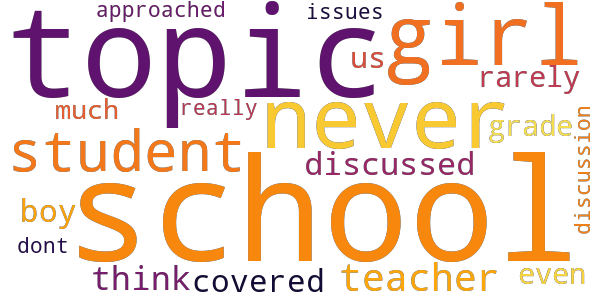 approached issues
topic girl
us rarely
much really
never grade
student discussed
school discussion
boy
dont
think covered teacher even